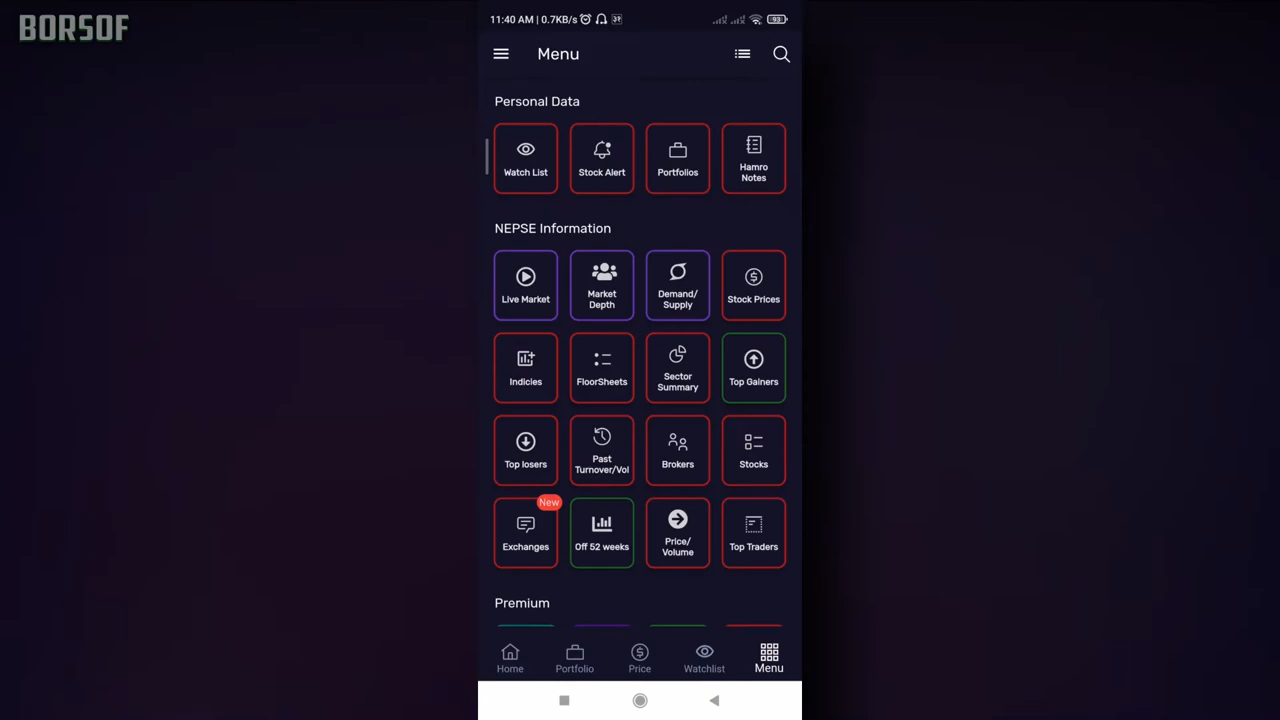 BORSOF
11:40 AM | 0.7KB/s
93
Menu
Personal Data
Watch List
Stock Alert
Portfolios
Hamro
Notes
NEPSE Information
Live Market
Market
Depth
Demand/
Supply
Stock Prices
Indicies
FloorSheets
Sector
Summary
Top Gainers
Top losers
Past
Turnover/Vol
Brokers
Stocks
New
Exchanges
Off 52 weeks
Price/
Volume
Top Traders
Premium
Home
Portfolio
Price
Watchlist
Menu